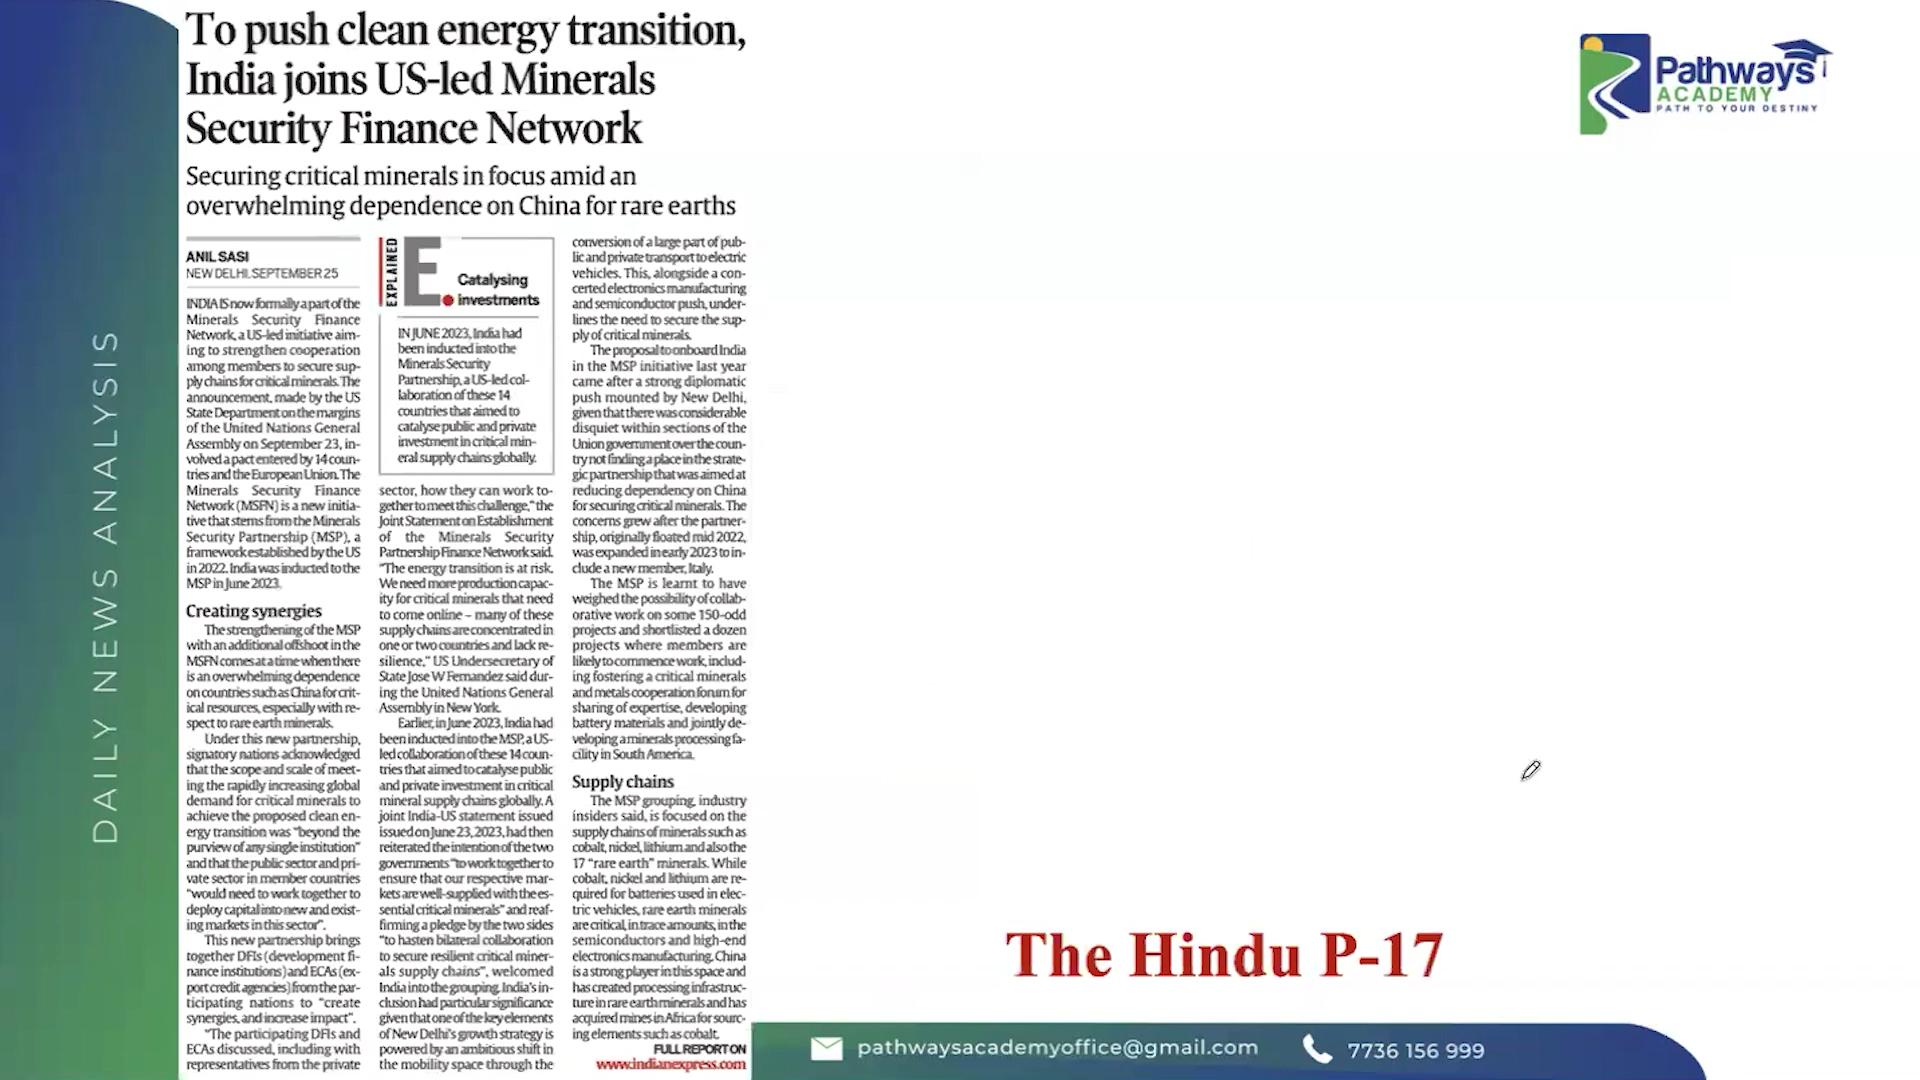 DAILY NEWS ANALYSIS
To push clean energy transition,
India joins US-led Minerals
Security Finance Network
Securing critical minerals in focus amid an
overwhelming dependence on China for rare earths
ANIL SASI
NEW DELHI, SEPTEMBER 25
INDIA IS now formally a part of the
Minerals Security Finance
Network, a US-led initiative aim-
ing to strengthen cooperation
among members to secure sup-
ply chains for critical minerals. The
announcement, made by the US
State Department on the margins
of the United Nations General
Assembly on September 23, in-
volved a pact entered by 14 coun-
tries and the European Union. The
Minerals Security Finance
Network (MSFN) is a new initia-
tive that stems from the Minerals
Security Partnership (MSP), a
framework established by the US
in 2022. India was inducted to the
MSP in June 2023.
Creating synergies
The strengthening of the MSP
with an additional offshoot in the
MSFN comes at a time when there
is an overwhelming dependence
on countries such as China for crit-
ical resources, especially with re-
spect to rare earth minerals.
Under this new partnership,
signatory nations acknowledged
that the scope and scale of meet-
ing the rapidly increasing global
demand for critical minerals to
achieve the proposed clean en-
ergy transition was "beyond the
purview of any single institution"
and that the public sector and pri-
vate sector in member countries
"would need to work together to
deploy capital into new and exist-
ing markets in this sector".
This new partnership brings
together DFIs (development fi-
nance institutions) and ECAs (ex-
port credit agencies) from the par-
ticipating nations to "create
synergies, and increase impact".
"The participating DFIs and
ECAs discussed, including with
representatives from the private
EXPLAINED
E.
Catalysing
investments
IN JUNE 2023, India had
been inducted into the
Minerals Security
Partnership, a US-led col-
laboration of these 14
countries that aimed to
catalyse public and private
investment in critical min-
eral supply chains globally.
sector, how they can work to-
gether to meet this challenge," the
Joint Statement on Establishment
of the Minerals Security
Partnership Finance Network said.
"The energy transition is at risk.
We need more production capac-
ity for critical minerals that need
to come online – many of these
supply chains are concentrated in
one or two countries and lack re-
silience," US Undersecretary of
State Jose W Fernandez said dur-
ing the United Nations General
Assembly in New York.
Earlier, in June 2023, India had
been inducted into the MSP, a US-
led collaboration of these 14 coun-
tries that aimed to catalyse public
and private investment in critical
mineral supply chains globally. A
joint India-US statement issued
issued on June 23, 2023, had then
reiterated the intention of the two
governments "to work together to
ensure that our respective mar-
kets are well-supplied with the es-
sential critical minerals" and reaf-
firming a pledge by the two sides
"to hasten bilateral collaboration
to secure resilient critical miner-
als supply chains", welcomed
India into the grouping. India's in-
clusion had particular significance
given that one of the key elements
of New Delhi's growth strategy is
powered by an ambitious shift in
the mobility space through the
conversion of a large part of pub-
lic and private transport to electric
vehicles. This, alongside a con-
certed electronics manufacturing
and semiconductor push, under-
lines the need to secure the sup-
ply of critical minerals.
The proposal to onboard India
in the MSP initiative last year
came after a strong diplomatic
push mounted by New Delhi,
given that there was considerable
disquiet within sections of the
Union government over the coun-
try not finding a place in the strate-
gic partnership that was aimed at
reducing dependency on China
for securing critical minerals. The
concerns grew after the partner-
ship, originally floated mid 2022,
was expanded in early 2023 to in-
clude a new member, Italy.
The MSP is learnt to have
weighed the possibility of collab-
orative work on some 150-odd
projects and shortlisted a dozen
projects where members are
likely to commence work, includ-
ing fostering a critical minerals
and metals cooperation forum for
sharing of expertise, developing
battery materials and jointly de-
veloping a minerals processing fa-
cility in South America.
Supply chains
The MSP grouping, industry
insiders said, is focused on the
supply chains of minerals such as
cobalt, nickel, lithium and also the
17 "rare earth" minerals. While
cobalt, nickel and lithium are re-
quired for batteries used in elec-
tric vehicles, rare earth minerals
are critical, in trace amounts, in the
semiconductors and high-end
electronics manufacturing. China
is a strong player in this space and
has created processing infrastruc-
ture in rare earth minerals and has
acquired mines in Africa for sourc-
ing elements such as cobalt.
FULL REPORT ON
www.indianexpress.com
Pathways
ACADEMY
PATH TO YOUR DESTINY
The Hindu P-17
pathwaysacademyoffice@gmail.com
7736 156 999